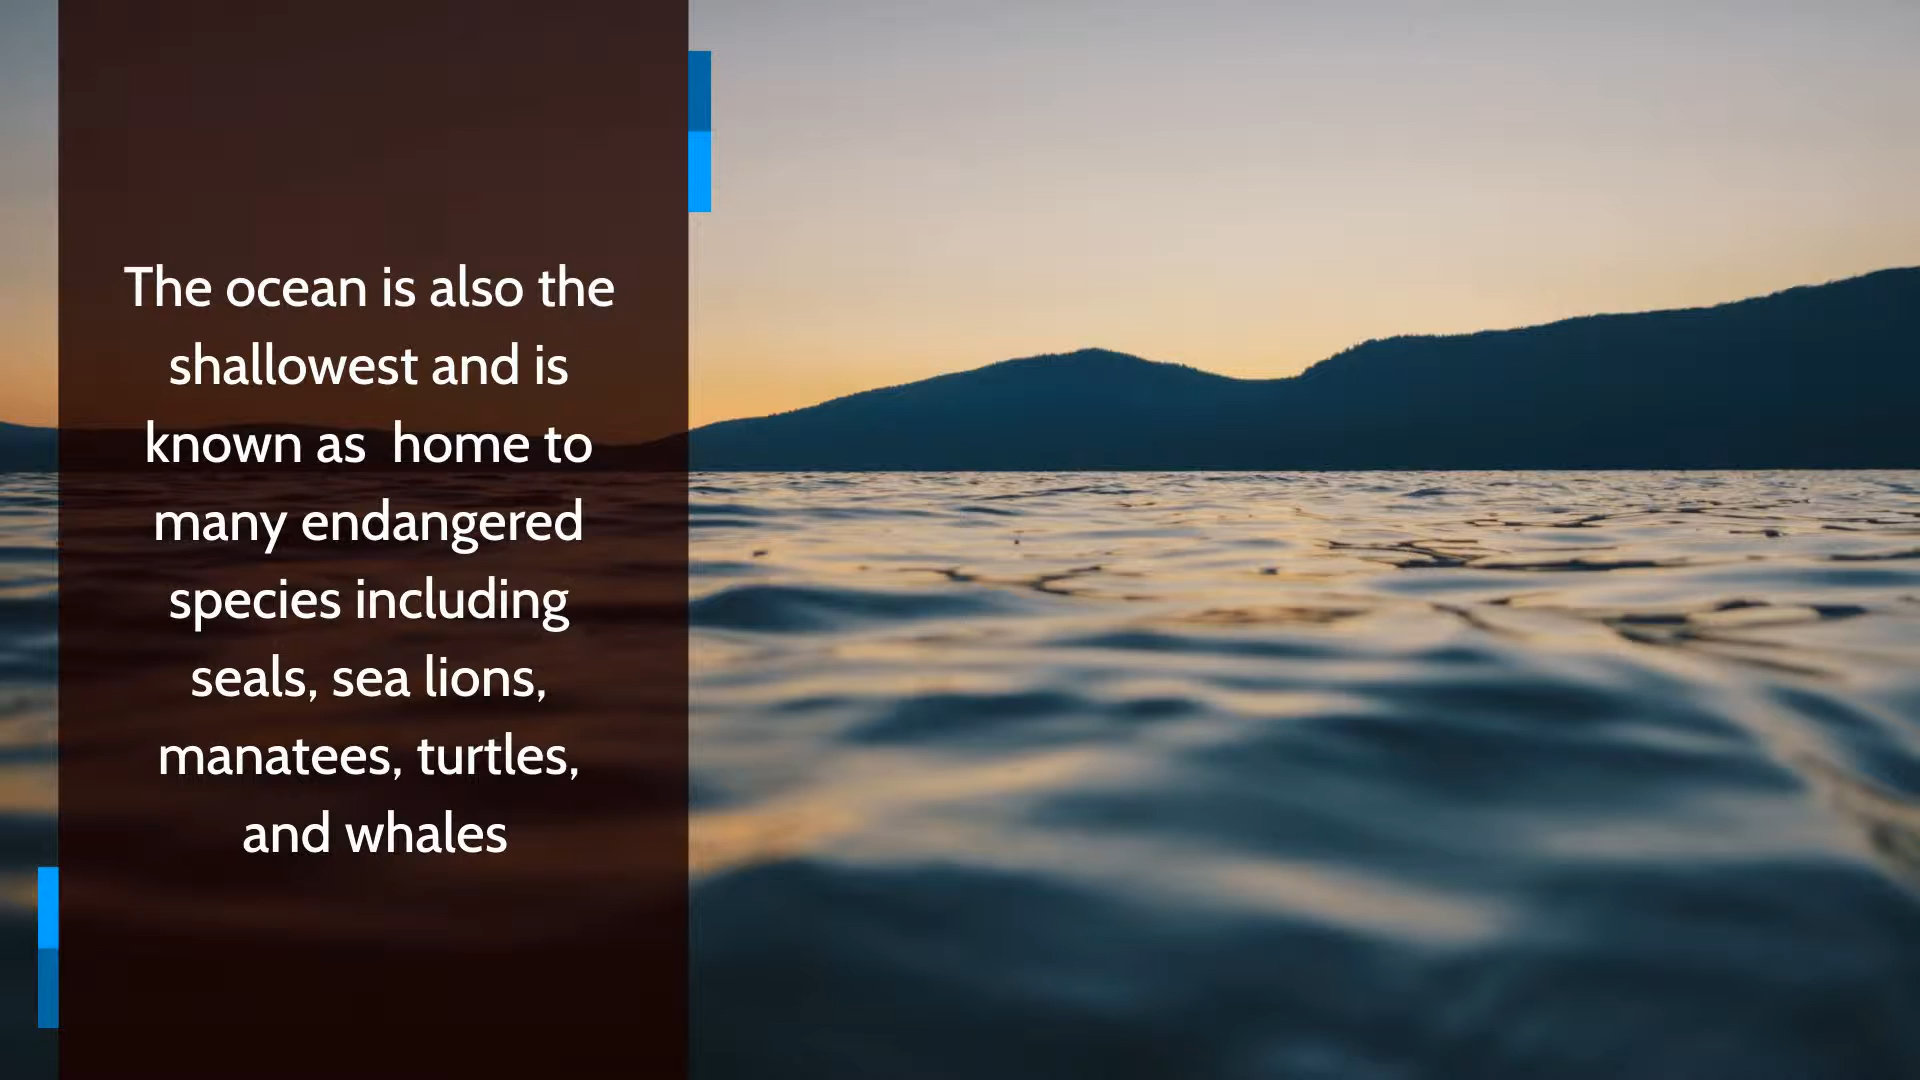 The ocean is also the
shallowest and is
known as  home to
many endangered
species including
seals, sea lions,
manatees, turtles,
and whales